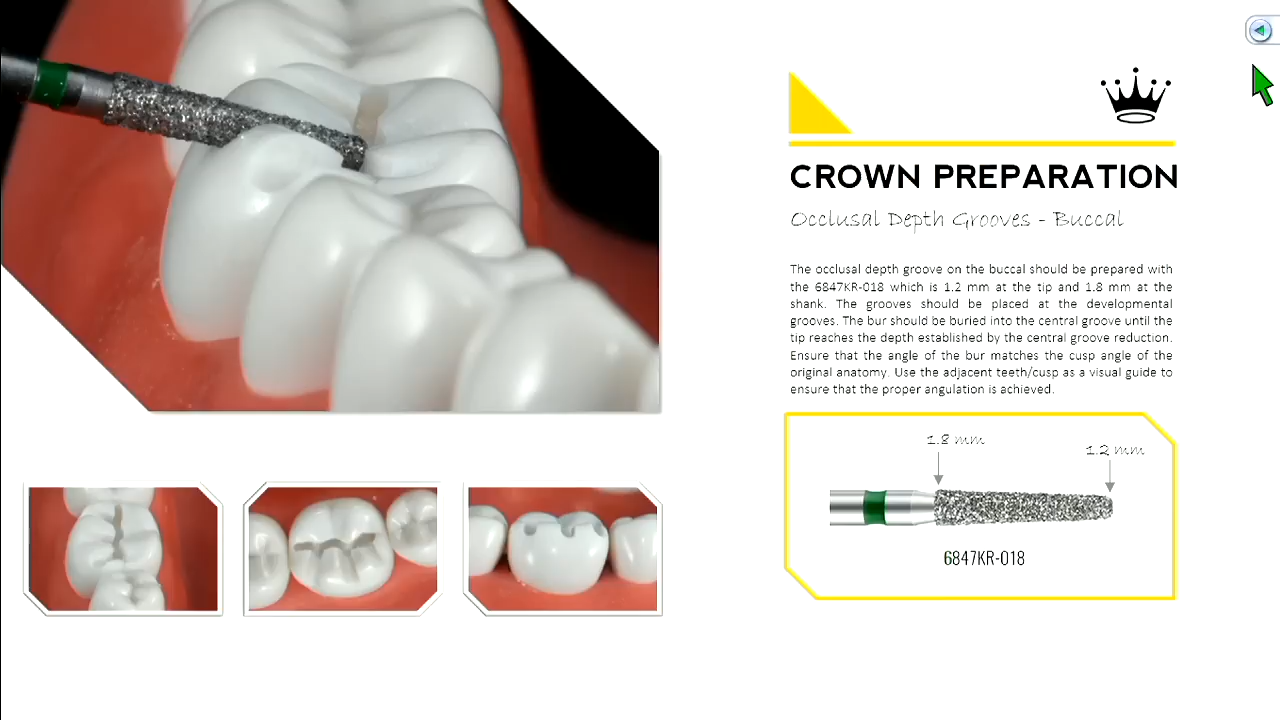 CROWN PREPARATION
Occlusal Depth Grooves - Buccal
The occlusal depth groove on the buccal should be prepared with
the 6847KR-018 which is 1.2 mm at the tip and 1.8 mm at the
shank. The grooves should be placed at the developmental
grooves. The bur should be buried into the central groove until the
tip reaches the depth established by the central groove reduction.
Ensure that the angle of the bur matches the cusp angle of the
original anatomy. Use the adjacent teeth/cusp as a visual guide to
ensure that the proper angulation is achieved.
1.8 mm
1.2 mm
6847KR-018